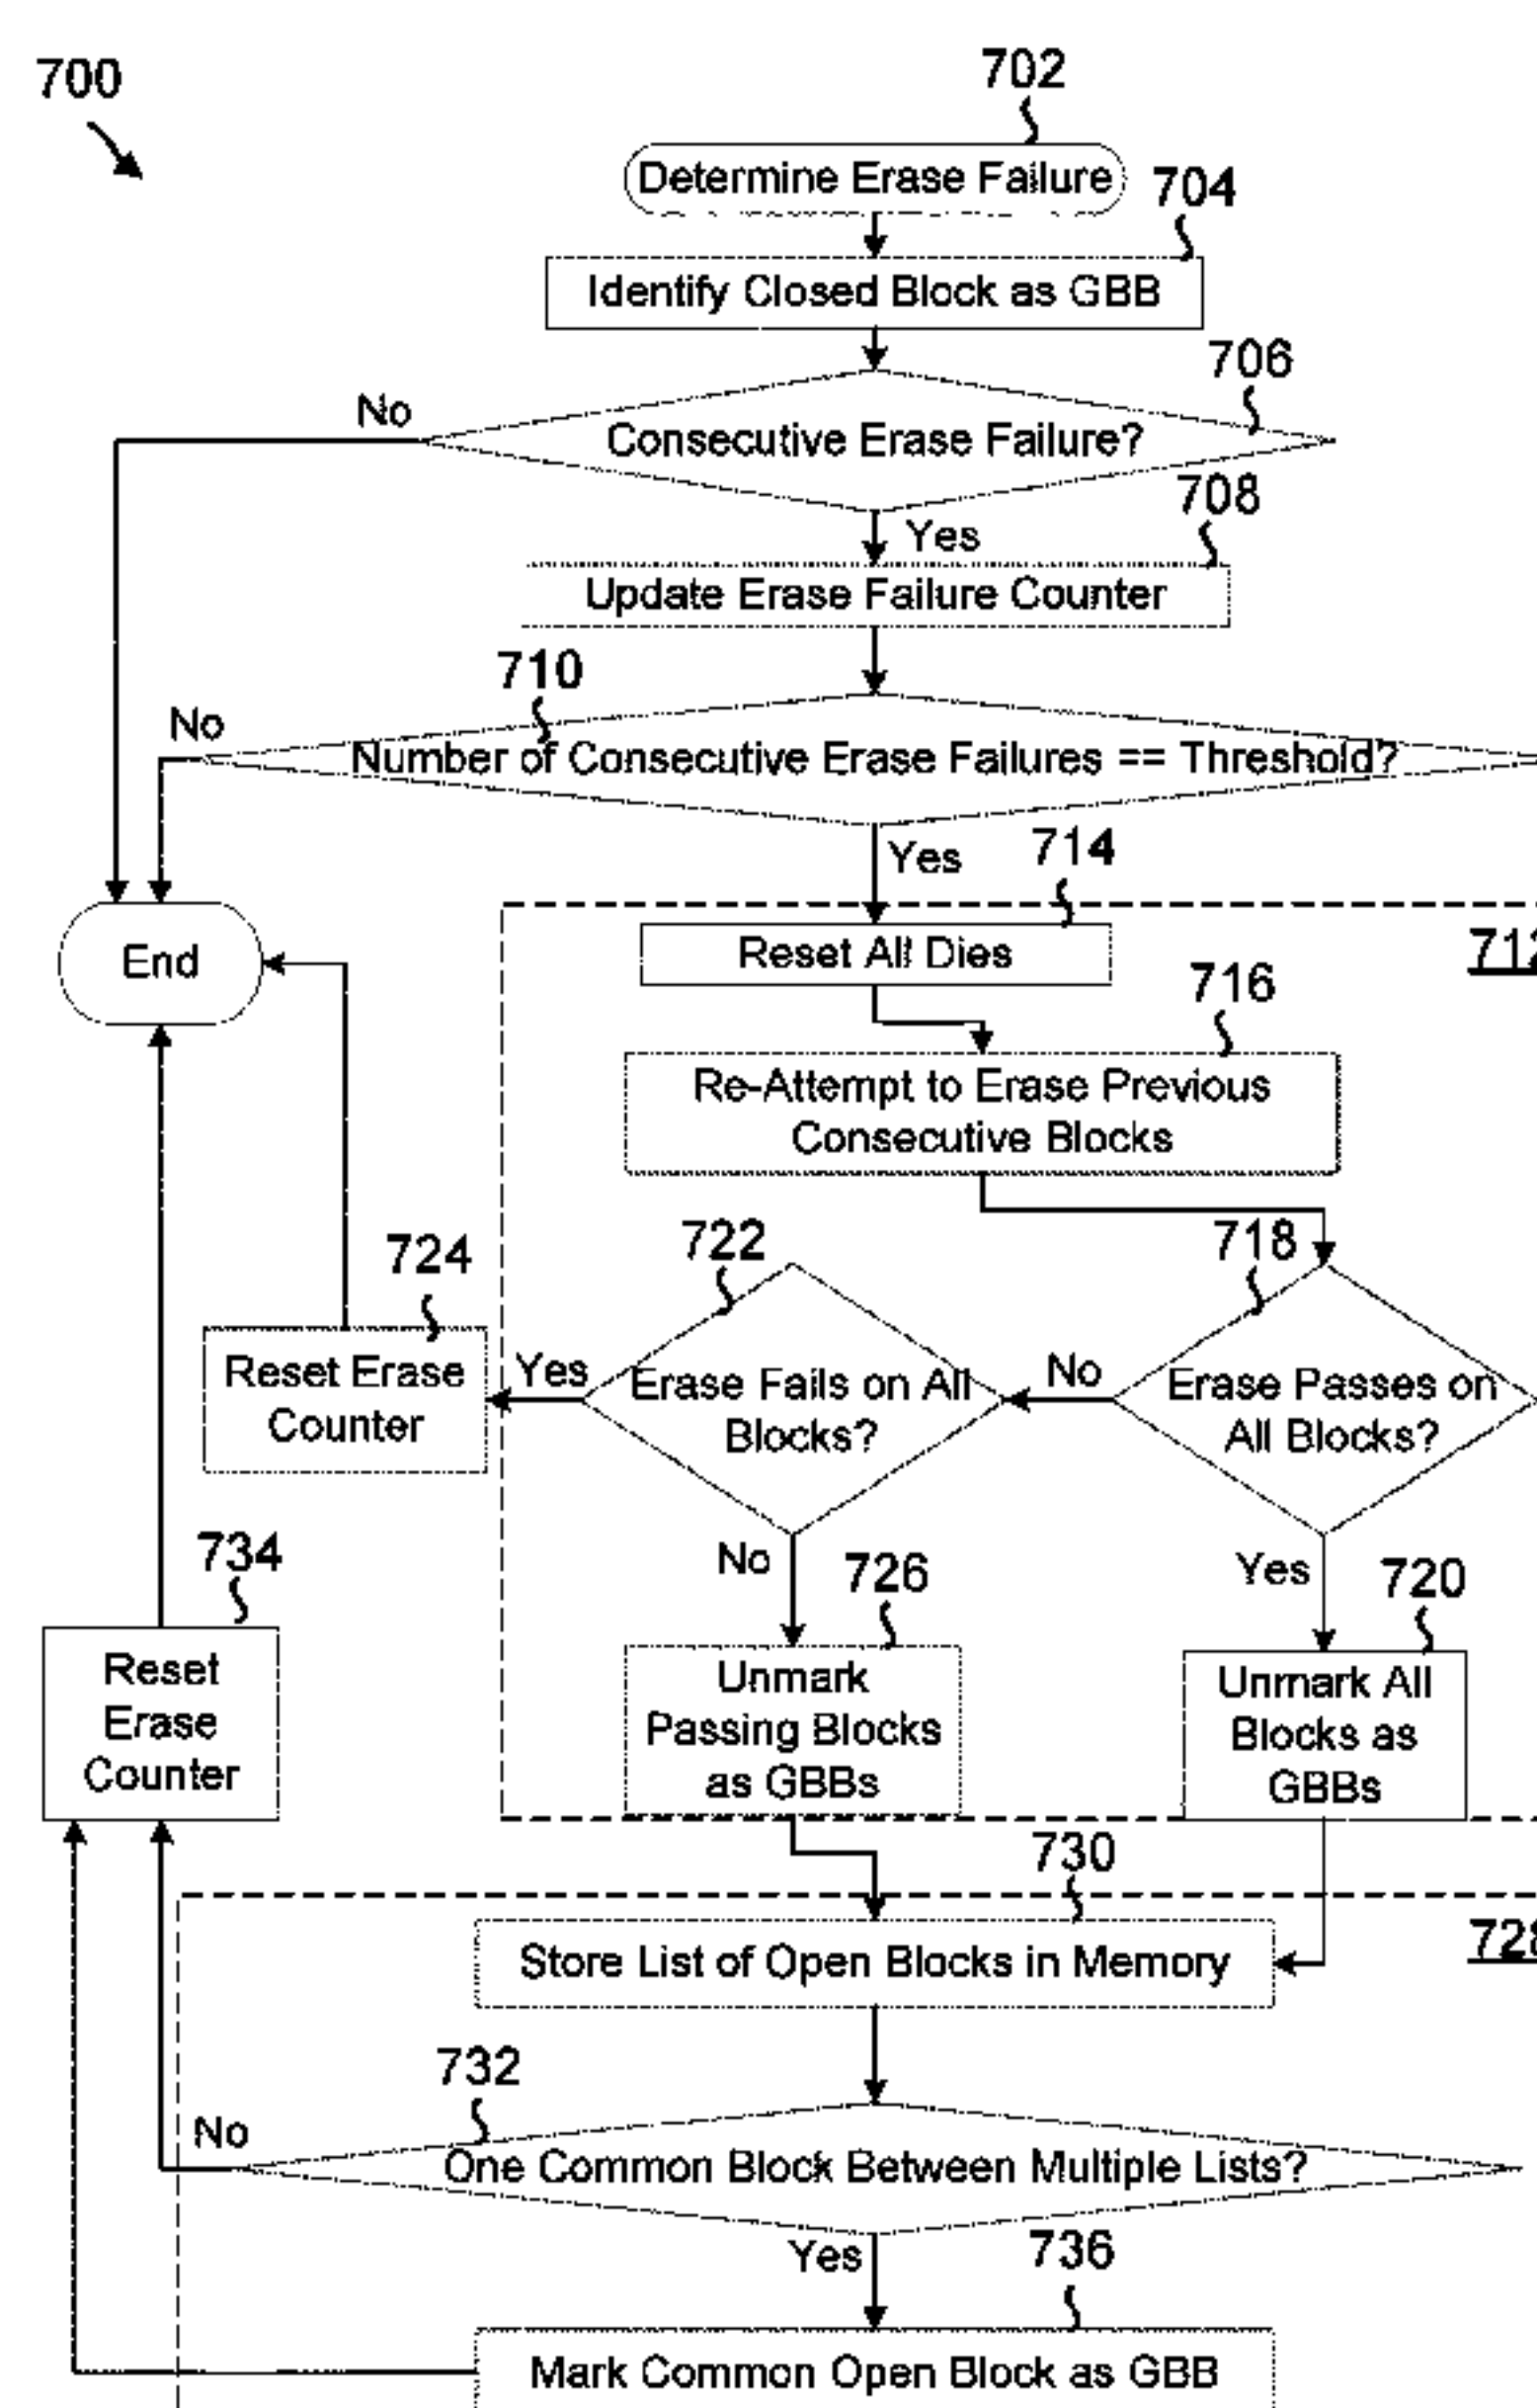 700
702
Determine Erase Failure
704
Identify Closed Block as GBB
706
No
Consecutive Erase Failure?
708
Yes
Update Erase Failure Counter
710
No
Number of Consecutive Erase Failures == Threshold?
Yes
714
End
Reset All Dies
712
716
Re-Attempt to Erase Previous
Consecutive Blocks
722
718
724
Reset Erase
Counter
Yes
Erase Fails on All
Blocks?
No
Erase Passes on
All Blocks?
734
No
726
Yes
720
Reset
Erase
Counter
Unmark
Passing Blocks
as GBBs
Unmark All
Blocks as
GBBs
730
Store List of Open Blocks in Memory
728
732
No
One Common Block Between Multiple Lists?
Yes
736
Mark Common Open Block as GBB